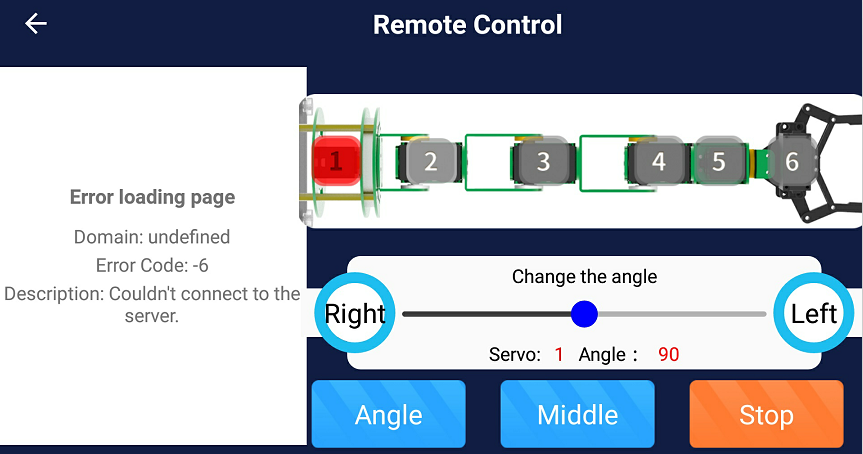 Remote Control
Error loading page
Domain: undefined
Error Code: -6
Description: Couldn't connect to the
server.
1 2 3 4 5 6
Change the angle
Right Left
Servo: 1 Angle : 90
Angle Middle Stop